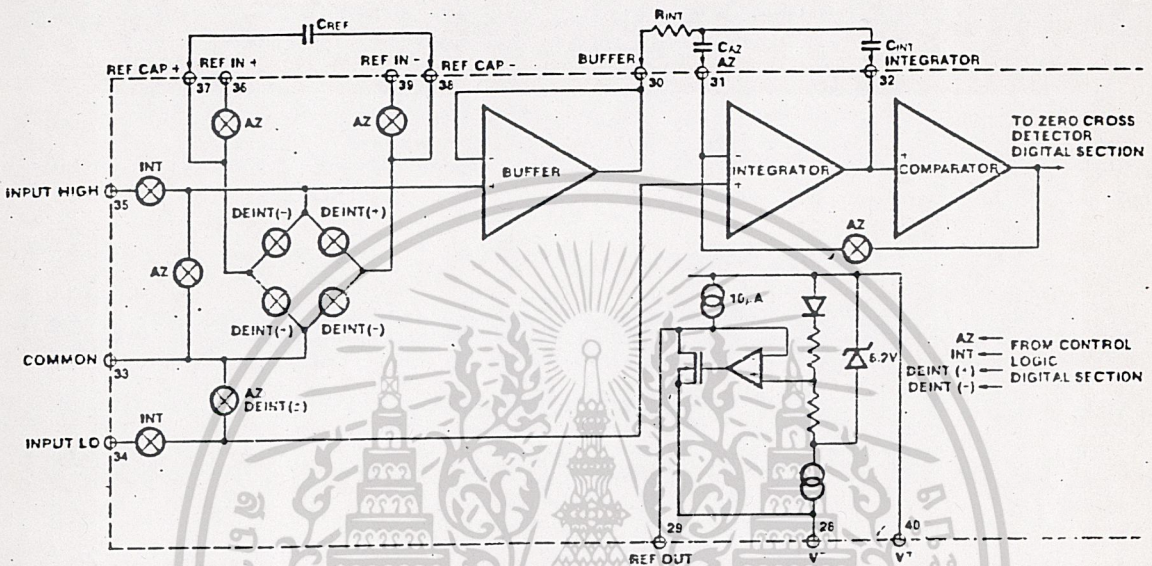 CREF
RINT
REF CAP + REF IN +
REF IN - REF CAP -
BUFFER
CAZ
AZ
CINT
INTEGRATOR
37 36
39 38
30
31
32
AZ
AZ
INT
INPUT HIGH
35
- BUFFER +
- INTEGRATOR +
+ COMPARATOR
TO ZERO CROSS
DETECTOR
DIGITAL SECTION
DEINT(-) DEINT(+)
AZ
AZ
DEINT(+) DEINT(-)
COMMON
33
AZ
DEINT(±)
INT
INPUT LO
34
10μA
6.2V
AZ
INT
DEINT (+)
DEINT (-)
FROM CONTROL
LOGIC
DIGITAL SECTION
29
28
40
REF OUT
V-
V+